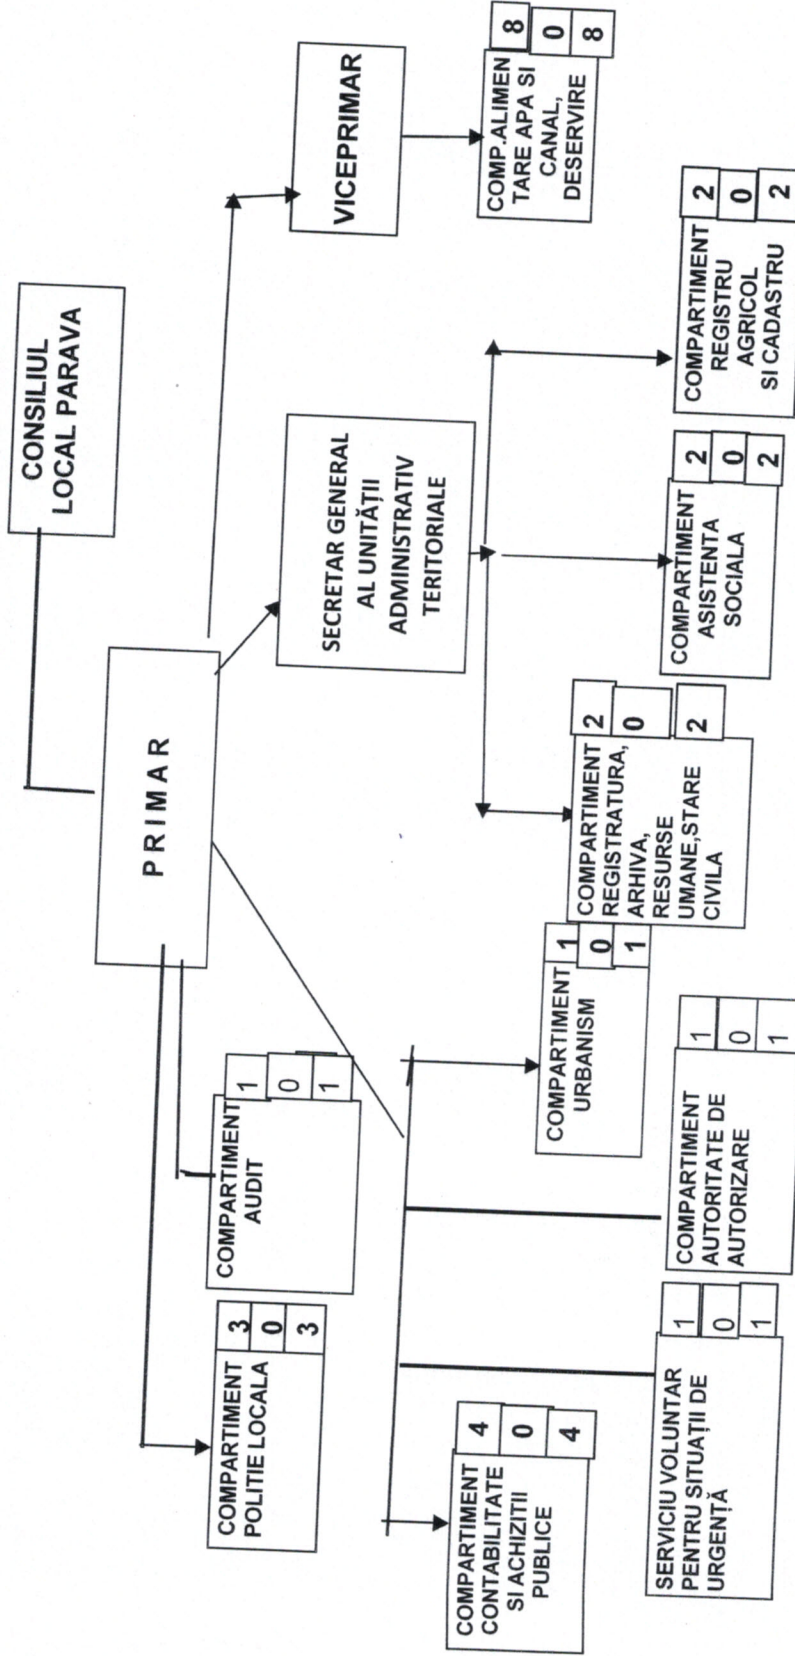 CONSILIUL
LOCAL PARAVA
PRIMAR
VICEPRIMAR
SECRETAR GENERAL
AL UNITĂȚII
ADMINISTRATIV
TERITORIALE
COMPARTIMENT
POLITIE LOCALA
3
0
3
COMPARTIMENT
AUDIT
1
0
1
COMPARTIMENT
CONTABILITATE
SI ACHIZITII
PUBLICE
4
0
4
COMPARTIMENT
URBANISM
1
0
1
COMPARTIMENT
REGISTRATURA,
ARHIVA,
RESURSE
UMANE,STARE
CIVILA
2
0
2
COMP.ALIMEN
TARE APA SI
CANAL,
DESERVIRE
8
0
8
SERVICIU VOLUNTAR
PENTRU SITUAȚII DE
URGENȚĂ
1
0
1
COMPARTIMENT
AUTORITATE DE
AUTORIZARE
1
0
1
COMPARTIMENT
ASISTENTA
SOCIALA
2
0
2
COMPARTIMENT
REGISTRU
AGRICOL
SI CADASTRU
2
0
2